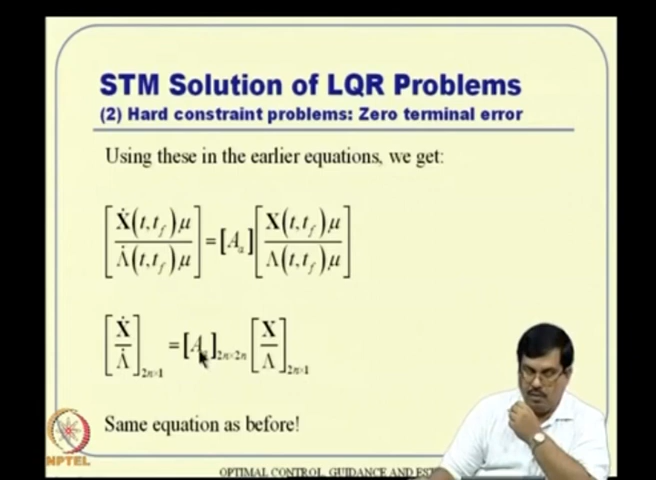 STM Solution of LQR Problems
(2) Hard constraint problems: Zero terminal error
Using these in the earlier equations, we get:
[Ẋ(t,t_f)μ / Λ̇(t,t_f)μ] = [A_a] [X(t,t_f)μ / Λ(t,t_f)μ]
[Ẋ / Λ̇]_{2n×1} = [A]_{2n×2n} [X / Λ]_{2n×1}
Same equation as before!
NPTEL
OPTIMAL CONTROL, GUIDANCE AND